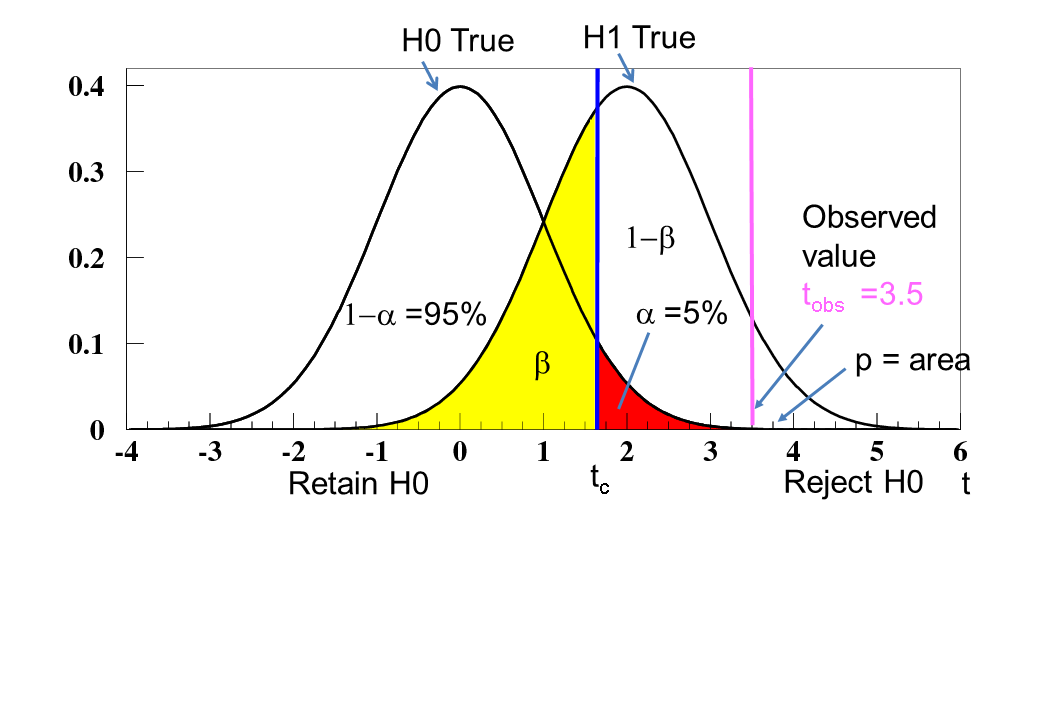 H0 True
H1 True
0.4
0.3
0.2
0.1
0
Observed
value
t_obs =3.5
1−β
1−α =95%
α =5%
β
p = area
-4 -3 -2 -1 0 1 2 3 4 5 6
Retain H0
t_c
Reject H0
t